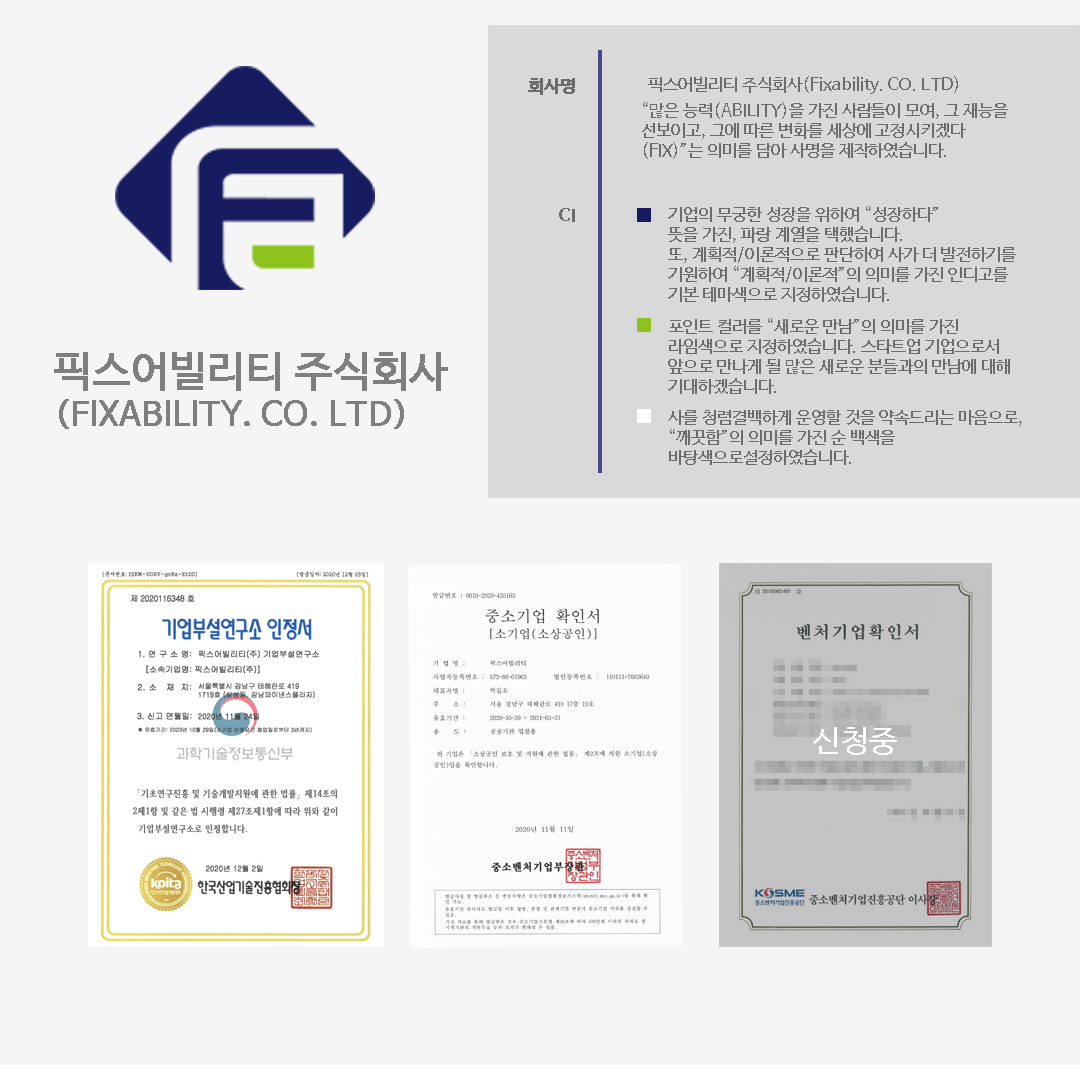 픽스어빌리티 주식회사
(FIXABILITY. CO. LTD)
회사명
픽스어빌리티 주식회사(Fixability. CO. LTD)
“많은 능력(ABILITY)을 가진 사람들이 모여, 그 재능을
선보이고, 그에 따른 변화를 세상에 고정시키겠다
(FIX)”는 의미를 담아 사명을 제작하였습니다.
CI
기업의 무궁한 성장을 위하여 “성장하다”
뜻을 가진, 파랑 계열을 택했습니다.
또, 계획적/이론적으로 판단하여 사가 더 발전하기를
기원하여 “계획적/이론적”의 의미를 가진 인디고를
기본 테마색으로 지정하였습니다.
포인트 컬러를 “새로운 만남”의 의미를 가진
라임색으로 지정하였습니다. 스타트업 기업으로서
앞으로 만나게 될 많은 새로운 분들과의 만남에 대해
기대하겠습니다.
사를 청렴결백하게 운영할 것을 약속드리는 마음으로,
“깨끗함”의 의미를 가진 순 백색을
바탕색으로설정하였습니다.
[발급일자: 2020년 12월 03일]
제 2020116348 호
기업부설연구소 인정서
1. 연 구 소 명: 픽스어빌리티(주) 기업부설연구소
[소속기업명: 픽스어빌리티(주)]
2. 소 재 지: 서울특별시 강남구 테헤란로 419
1719호 (삼성동, 강남파이낸스플라자)
3. 신고 연월일: 2020년 11월 24일
과학기술정보통신부
「기초연구진흥 및 기술개발지원에 관한 법률」 제14조의
2제1항 및 같은 법 시행령 제27조제1항에 따라 위와 같이
기업부설연구소로 인정합니다.
2020년 12월 2일
koita
한국산업기술진흥협회장
발급번호 : 0010-2020-435163
중소기업 확인서
[소기업(소상공인)]
기 업 명 : 픽스어빌리티
사업자등록번호 : 572-86-01963 법인등록번호 : 110111-7662649
대표자명 : 박길호
주 소 : 서울 강남구 테헤란로 419 17층 19호
유효기간 : 2020-10-29 ~ 2021-03-31
용 도 : 공공기관 입찰용
위 기업은 「소상공인 보호 및 지원에 관한 법률」 제2조에 의한 소기업(소상
공인)임을 확인합니다.
2020년 11월 11일
중소벤처기업부장관
중소벤처
기업부
장관인
제 호
벤처기업확인서
신청중
KOSME
중소벤처기업진흥공단
중소벤처기업진흥공단 이사장